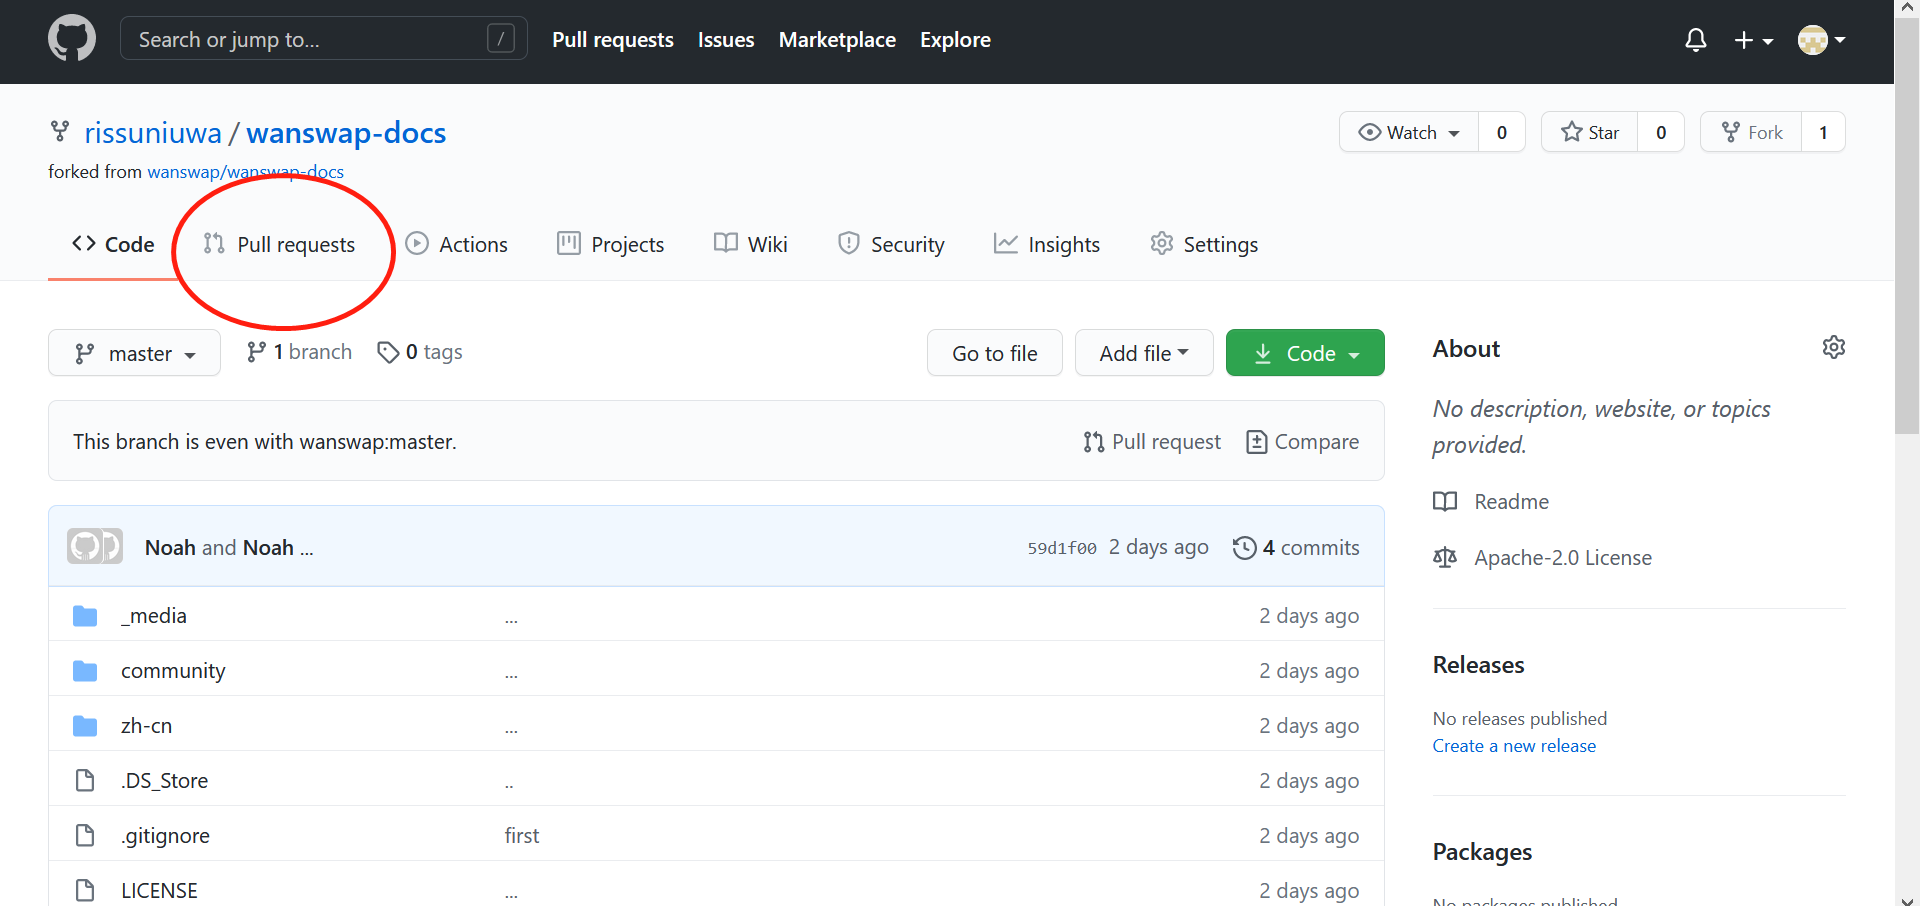 Search or jump to... /
Pull requests Issues Marketplace Explore
rissuniuwa / wanswap-docs
forked from wanswap/wanswap-docs
Watch 0 Star 0 Fork 1
Code Pull requests Actions Projects Wiki Security Insights Settings
master 1 branch 0 tags Go to file Add file Code
This branch is even with wanswap:master. Pull request Compare
Noah and Noah ... 59d1f00 2 days ago 4 commits
_media ... 2 days ago
community ... 2 days ago
zh-cn ... 2 days ago
.DS_Store .. 2 days ago
.gitignore first 2 days ago
LICENSE ... 2 days ago
About
No description, website, or topics
provided.
Readme
Apache-2.0 License
Releases
No releases published
Create a new release
Packages
No packages published